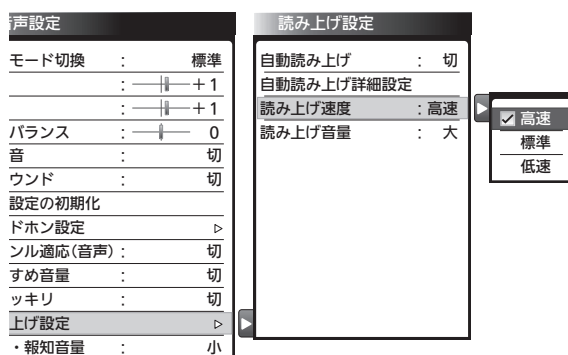 声設定
モード切換 : 標準
: +1
: +1
バランス : 0
音 : 切
ウンド : 切
設定の初期化
ドホン設定
ンル適応(音声) : 切
すめ音量 : 切
ッキリ : 切
上げ設定
・報知音量 : 小
読み上げ設定
自動読み上げ : 切
自動読み上げ詳細設定
読み上げ速度 : 高速
読み上げ音量 : 大
高速
標準
低速